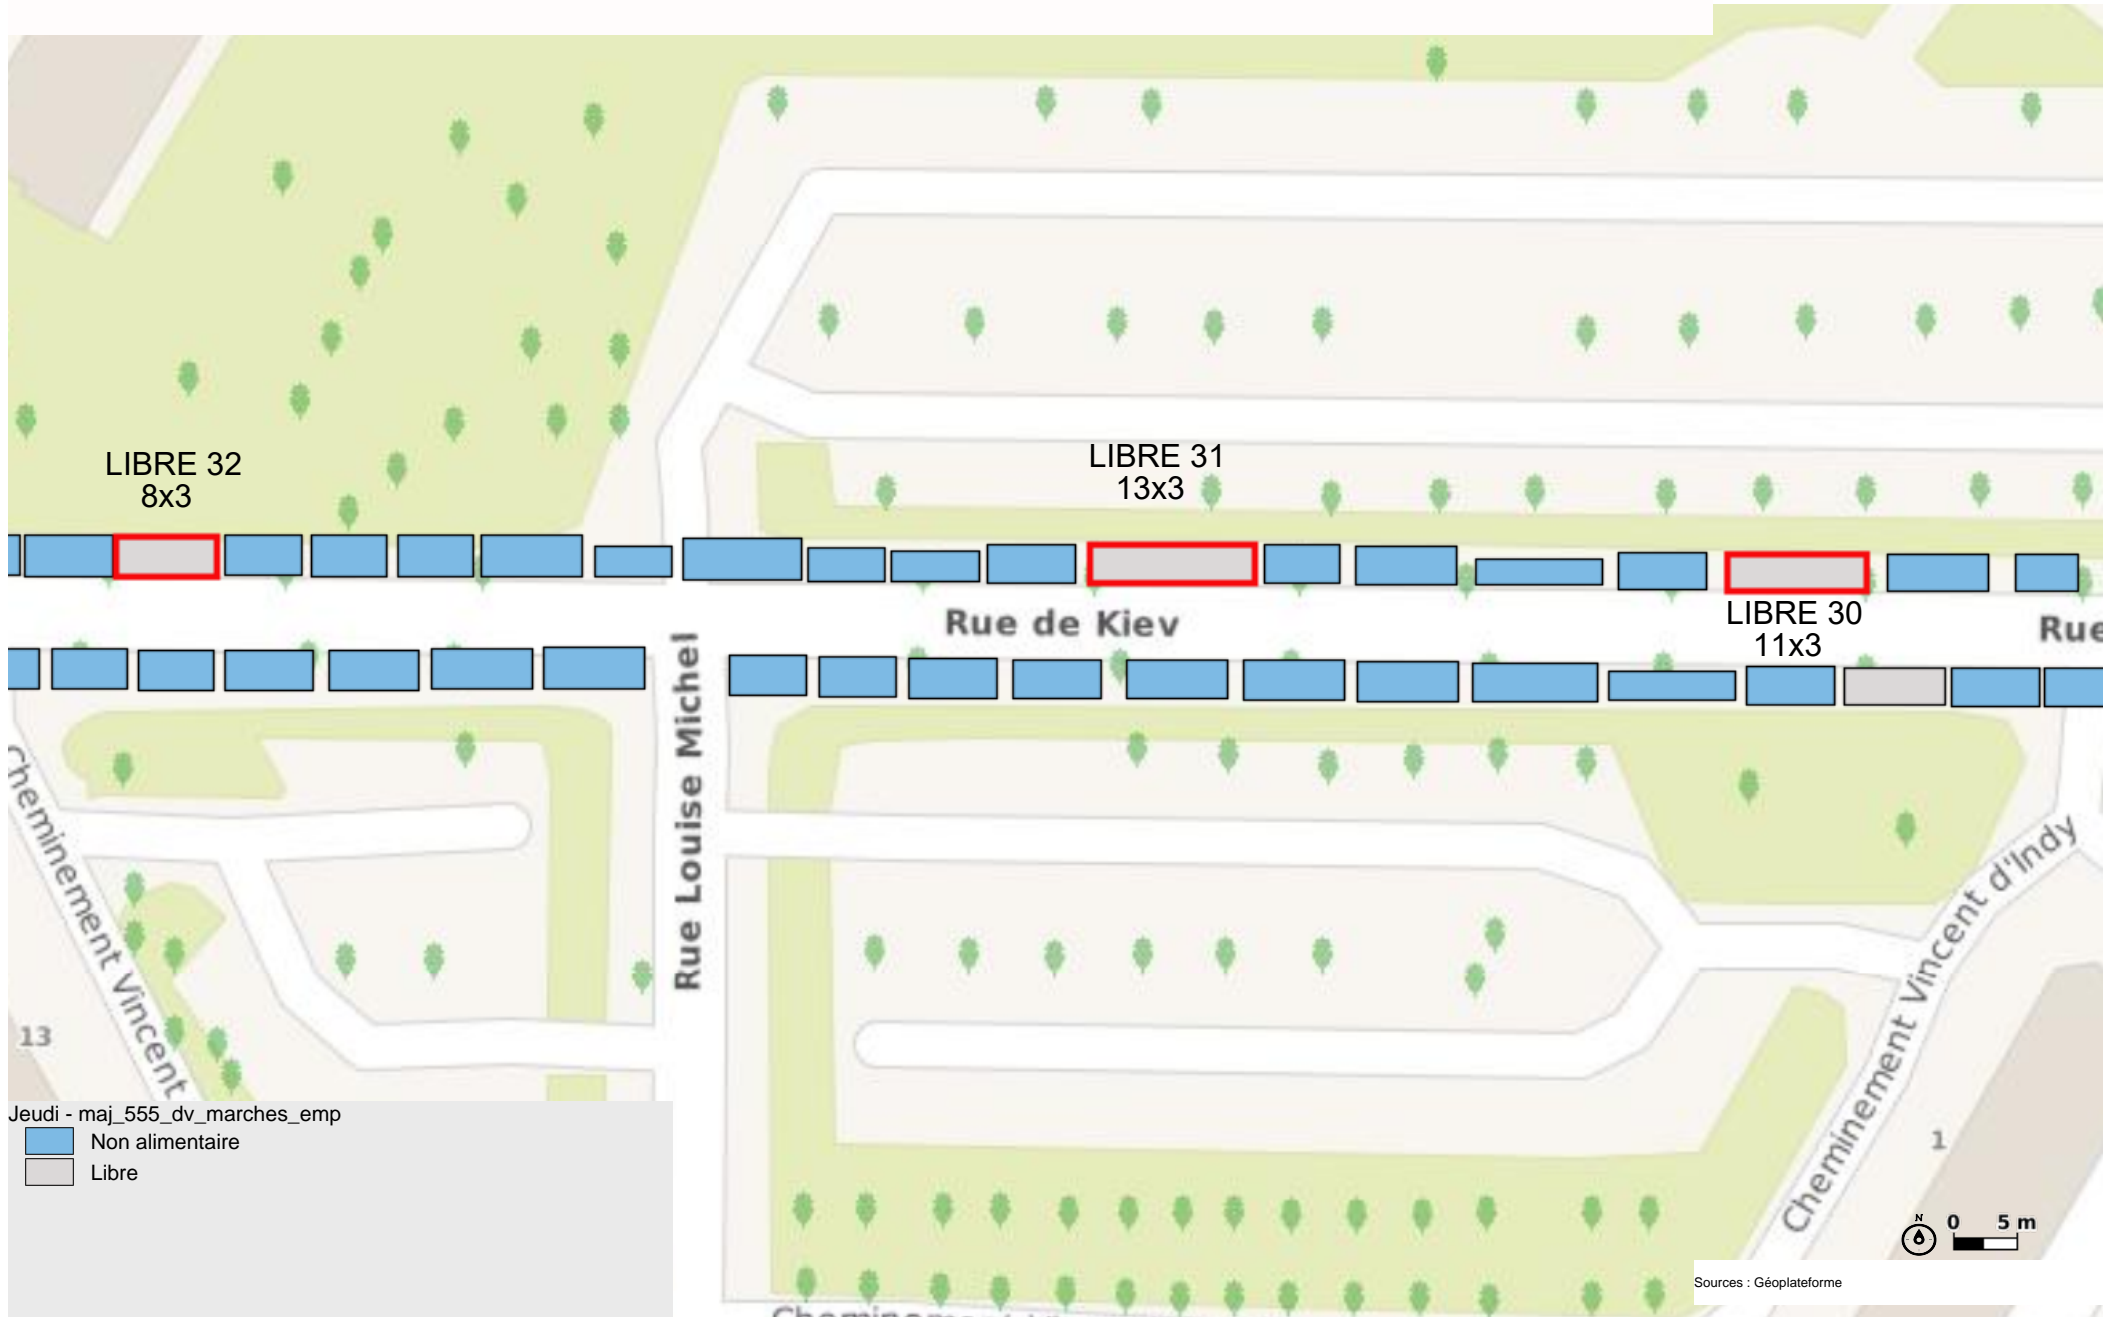 LIBRE 32
8x3
LIBRE 31
13x3
Rue de Kiev
LIBRE 30
11x3
Rue
Rue Louise Michel
Cheminement Vincent
Cheminement Vincent d'Indy
13
1
Jeudi - maj_555_dv_marches_emp
Non alimentaire
Libre
N
0 5 m
Sources : Géoplateforme